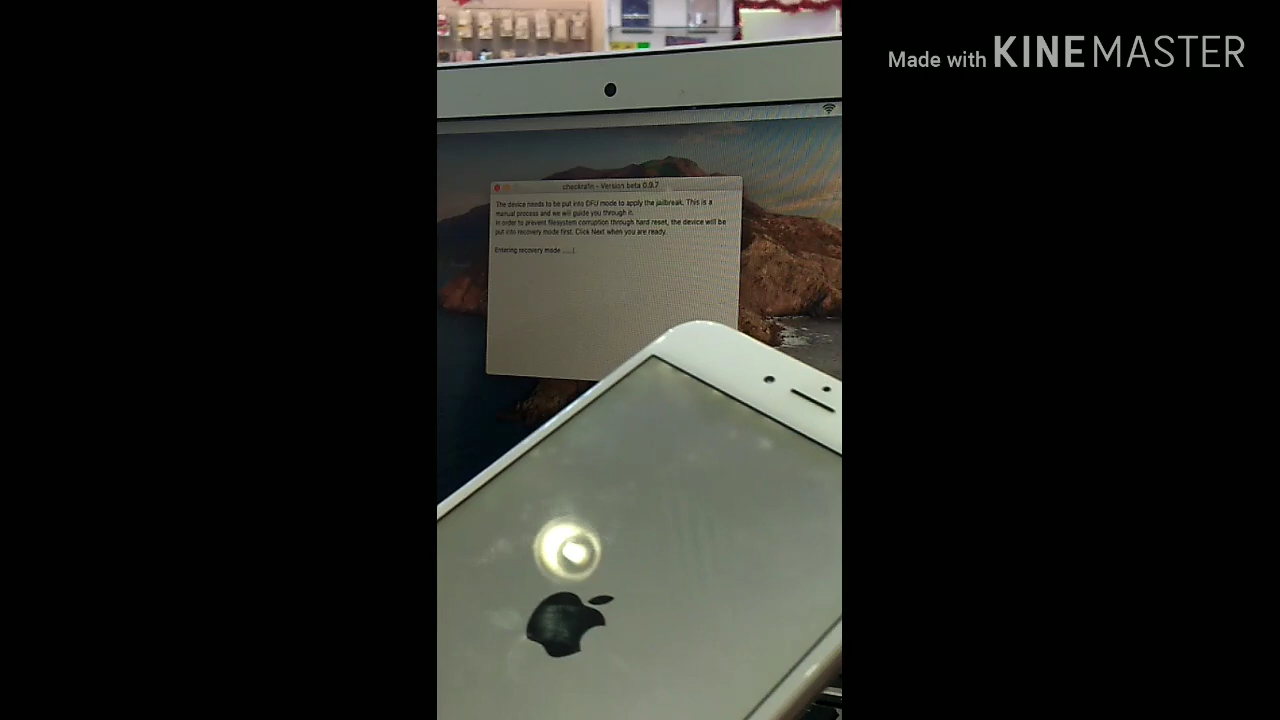 Made with KINEMASTER
checkra1n - Version beta 0.9.7
The device needs to be put into DFU mode to apply the jailbreak. This is a
manual process and we will guide you through it.
In order to prevent filesystem corruption through hard reset, the device will be
put into recovery mode first. Click Next when you are ready.
Entering recovery mode .....